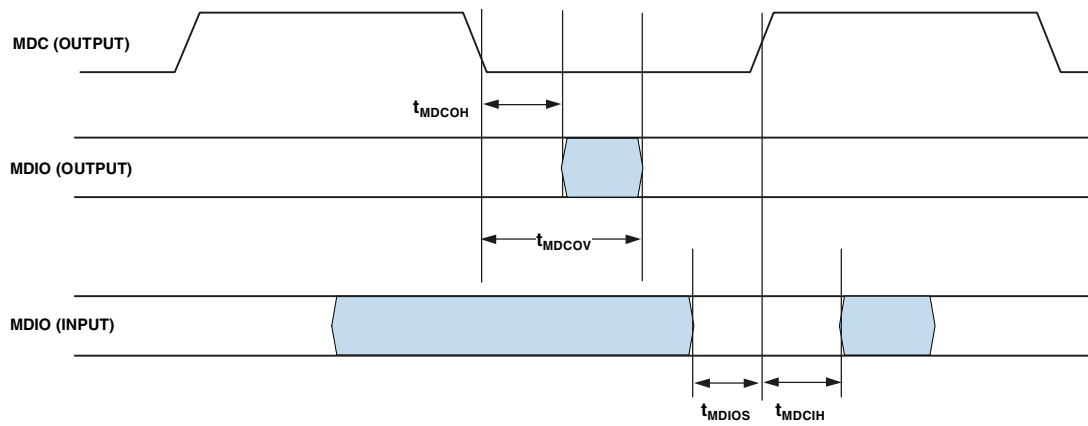 MDC (OUTPUT)
tMDCOH
MDIO (OUTPUT)
tMDCOV
MDIO (INPUT)
tMDIOS
tMDCIH